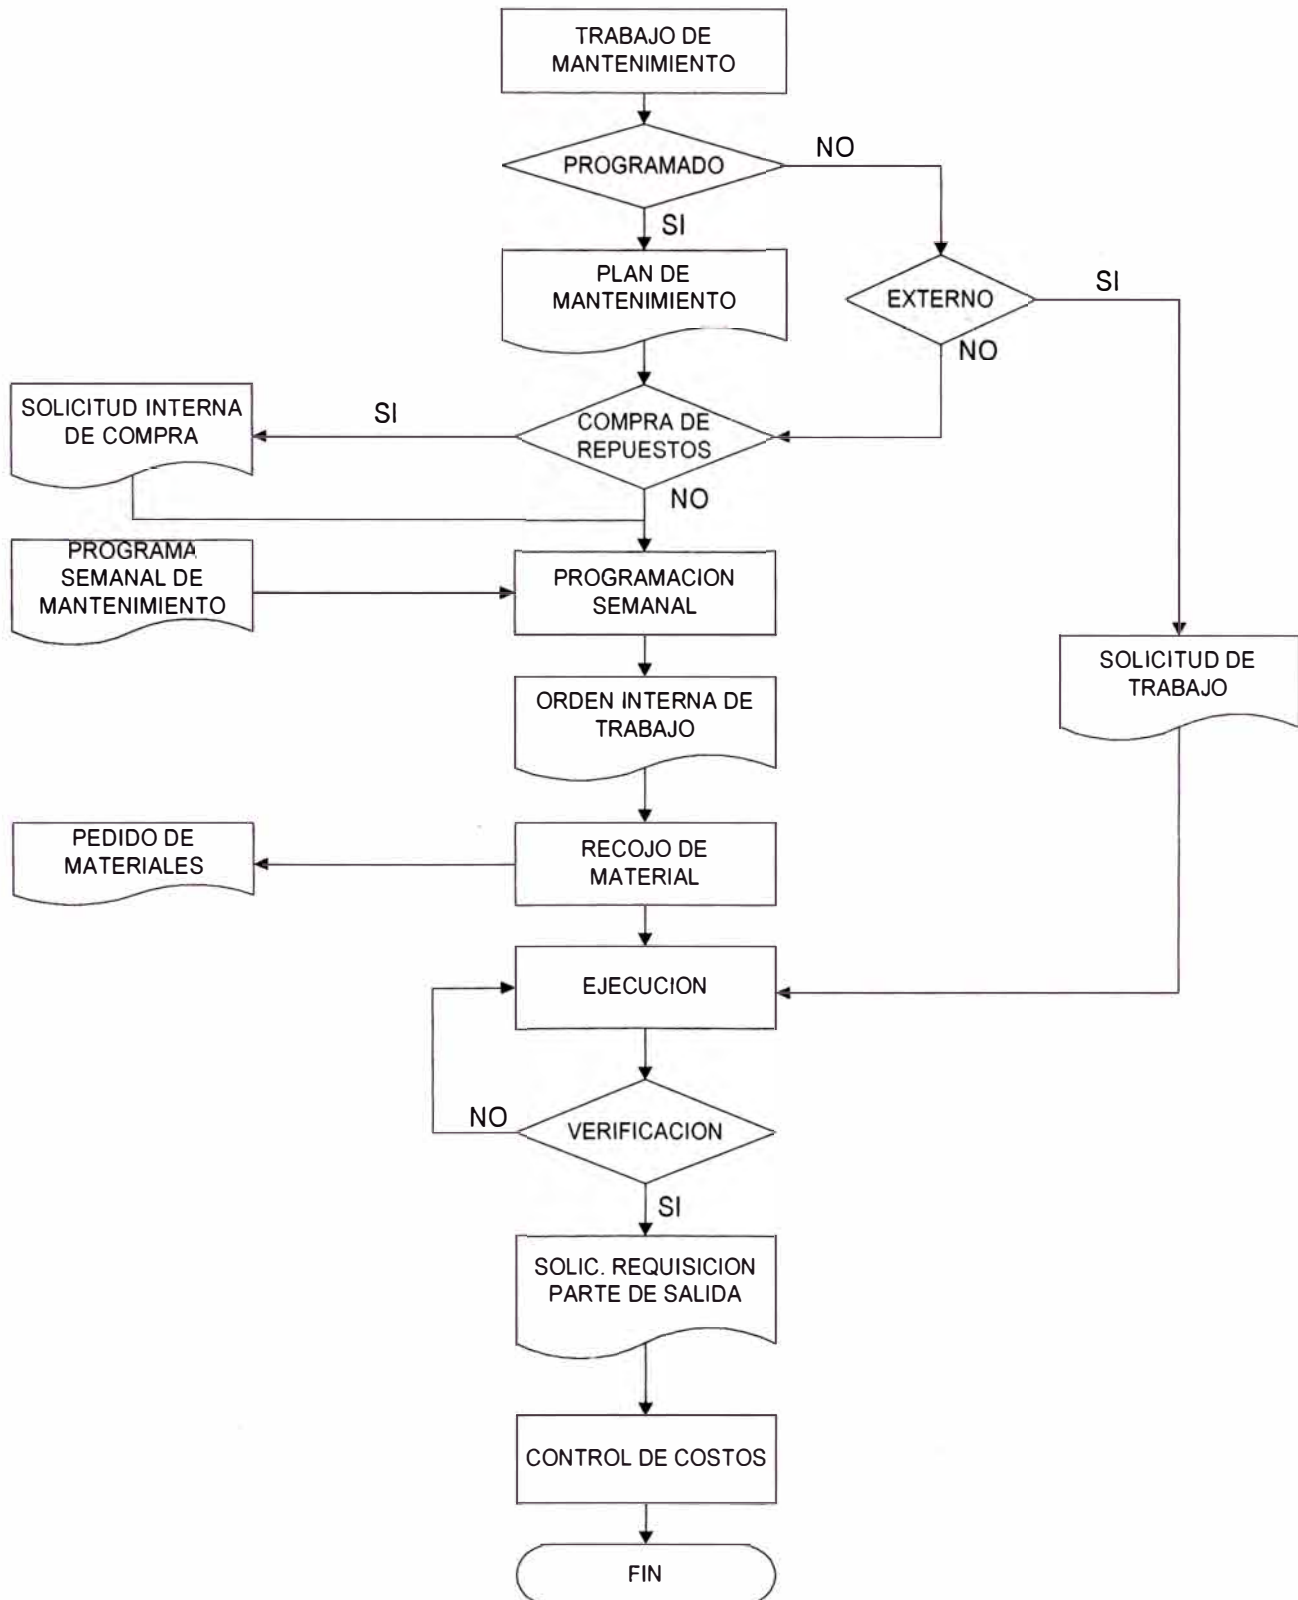 TRABAJO DE
MANTENIMIENTO
PROGRAMADO
NO
SI
PLAN DE
MANTENIMIENTO
EXTERNO
SI
NO
SOLICITUD INTERNA
DE COMPRA
SI
COMPRA DE
REPUESTOS
NO
PROGRAMA
SEMANAL DE
MANTENIMIENTO
PROGRAMACION
SEMANAL
SOLICITUD DE
TRABAJO
ORDEN INTERNA DE
TRABAJO
PEDIDO DE
MATERIALES
RECOJO DE
MATERIAL
EJECUCION
NO
VERIFICACION
SI
SOLIC. REQUISICION
PARTE DE SALIDA
CONTROL DE COSTOS
FIN